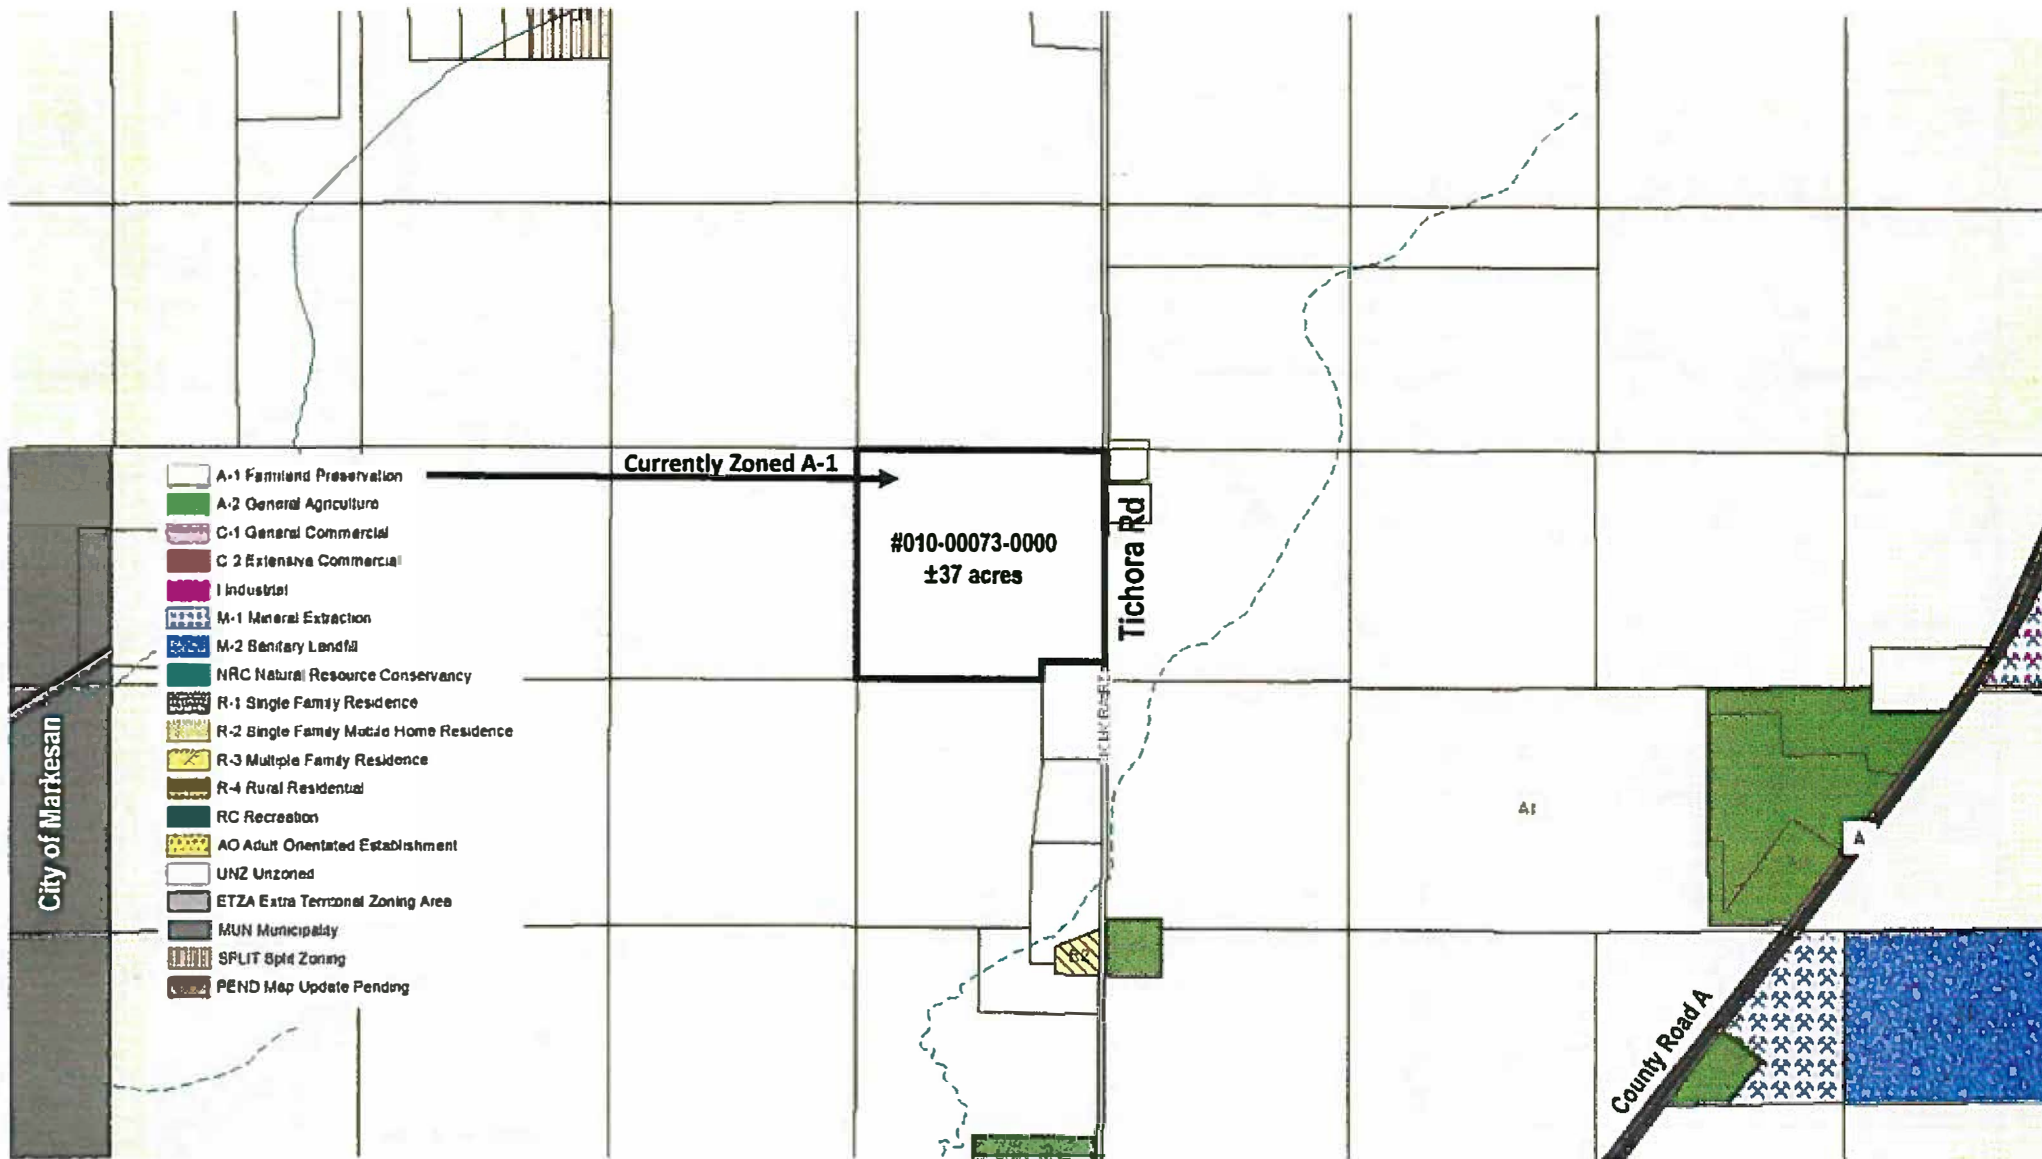 SPLIT
Currently Zoned A-1
#010-00073-0000
±37 acres
Tichora Rd
A-1 Farmland Preservation
A-2 General Agriculture
C-1 General Commercial
C-2 Extensive Commercial
I Industrial
M-1 Mineral Extraction
M-2 Sanitary Landfill
NRC Natural Resource Conservancy
R-1 Single Family Residence
R-2 Single Family Mobile Home Residence
R-3 Multiple Family Residence
R-4 Rural Residential
RC Recreation
AO Adult Orientated Establishment
UNZ Unzoned
ETZA Extra Territorial Zoning Area
MUN Municipality
SPLIT Split Zoning
PEND Map Update Pending
City of Markesan
A1
A
County Road A